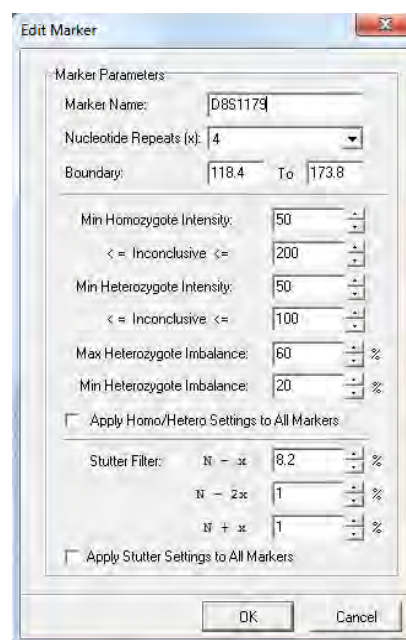 Edit Marker
Marker Parameters
Marker Name: D8S1179
Nucleotide Repeats (x): 4
Boundary: 118.4 To 173.8
Min Homozygote Intensity: 50
< = Inconclusive <= 200
Min Heterozygote Intensity: 50
< = Inconclusive <= 100
Max Heterozygote Imbalance: 60 %
Min Heterozygote Imbalance: 20 %
Apply Homo/Hetero Settings to All Markers
Stutter Filter: N - x 8.2 %
N - 2x 1 %
N + x 1 %
Apply Stutter Settings to All Markers
OK Cancel